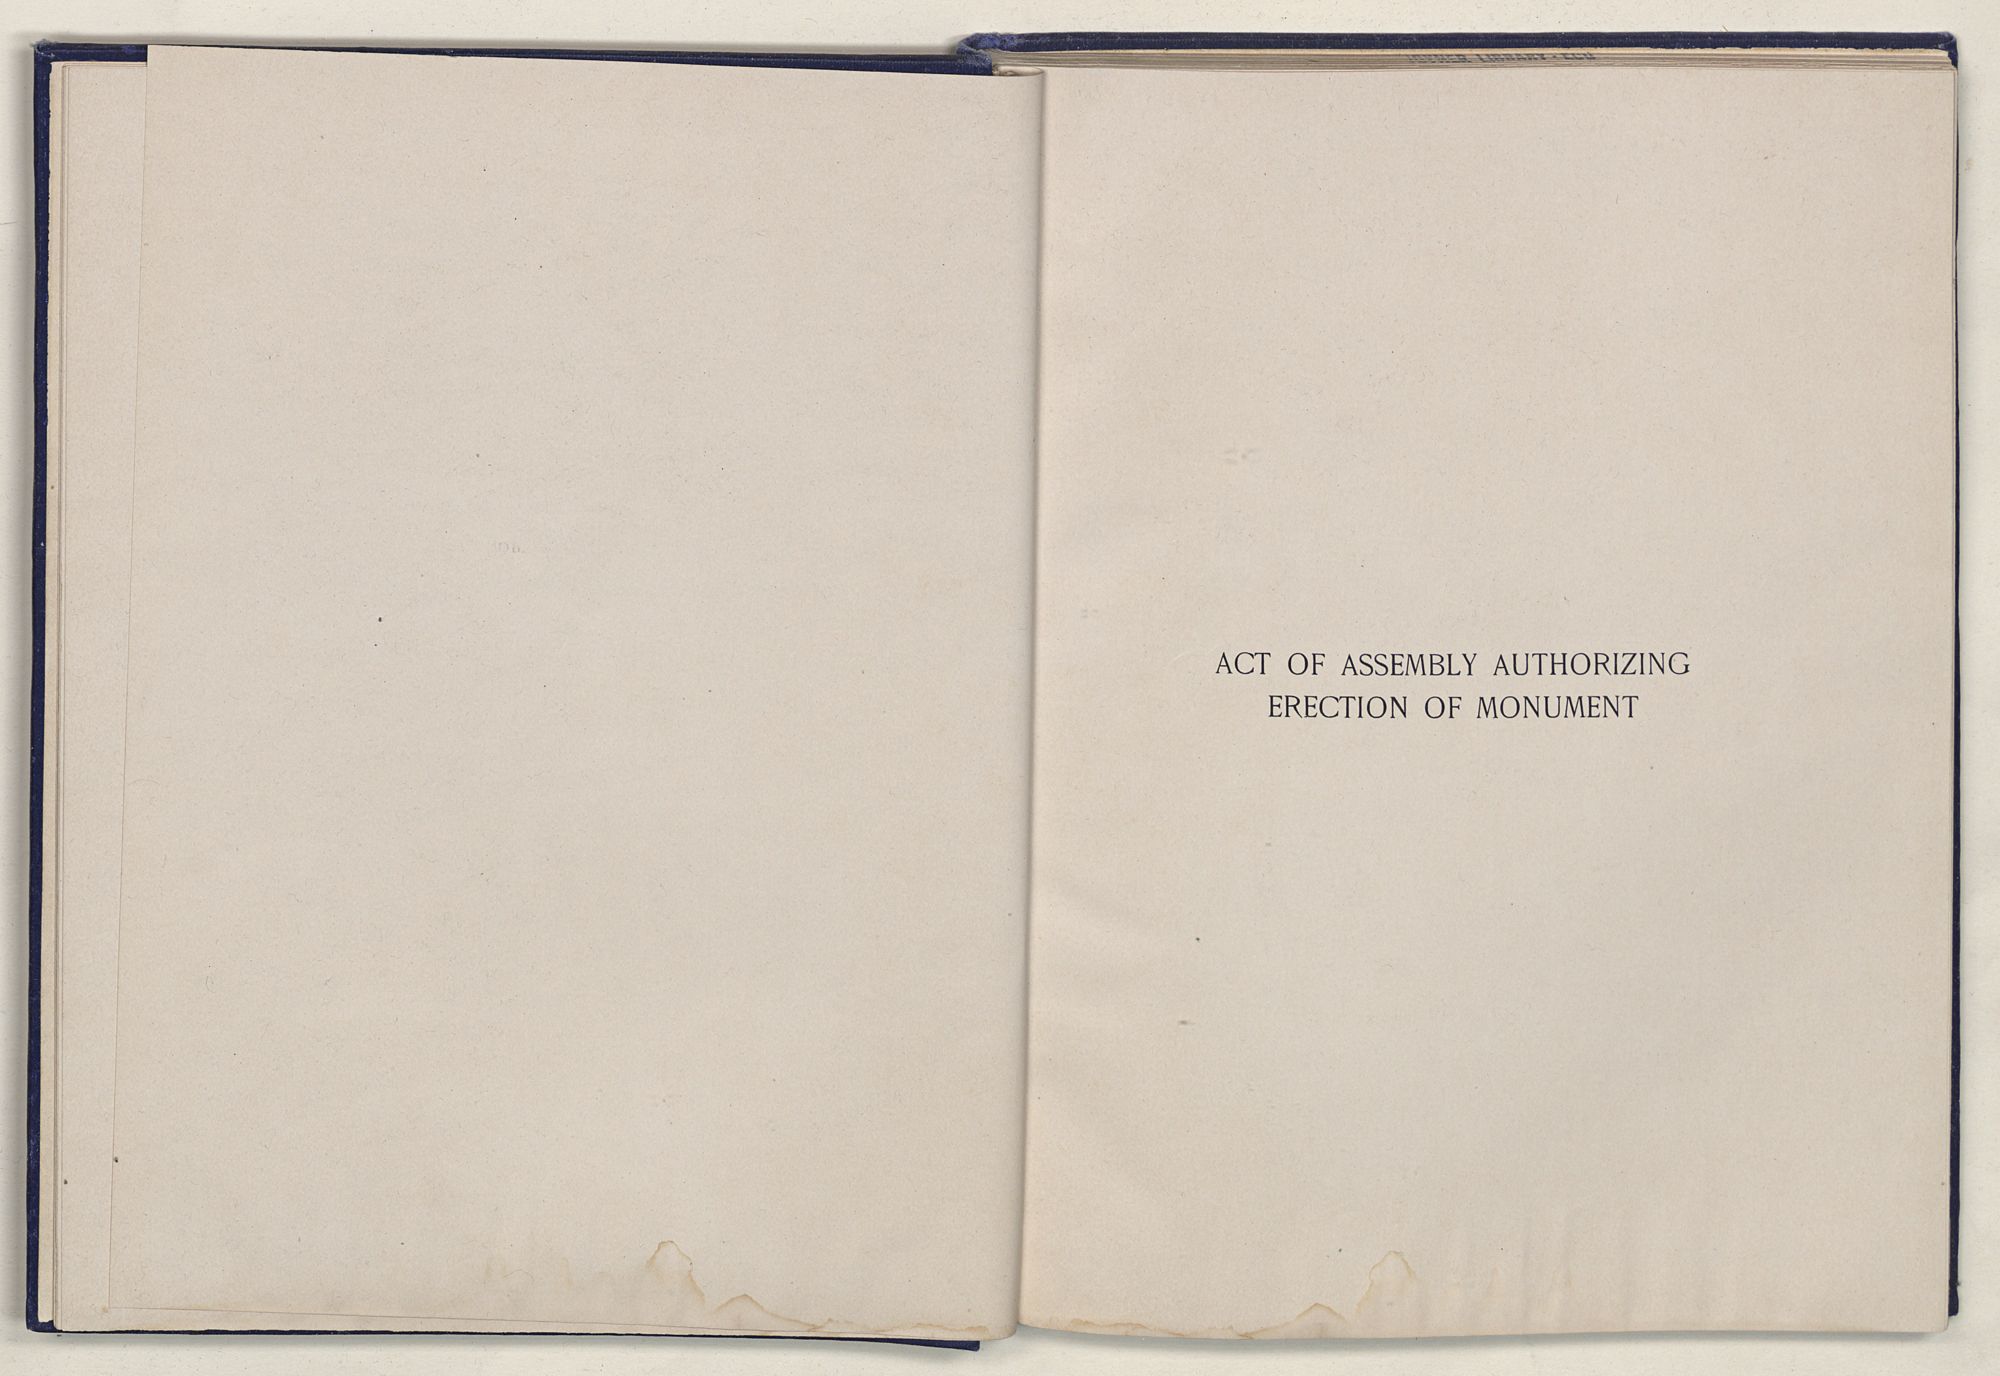 ACT OF ASSEMBLY AUTHORIZING
ERECTION OF MONUMENT